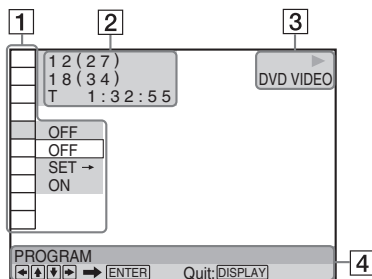 1 2 3
12(27)
18(34)
T 1:32:55
DVD VIDEO
OFF
OFF
SET →
ON
4
PROGRAM
ENTER Quit: DISPLAY